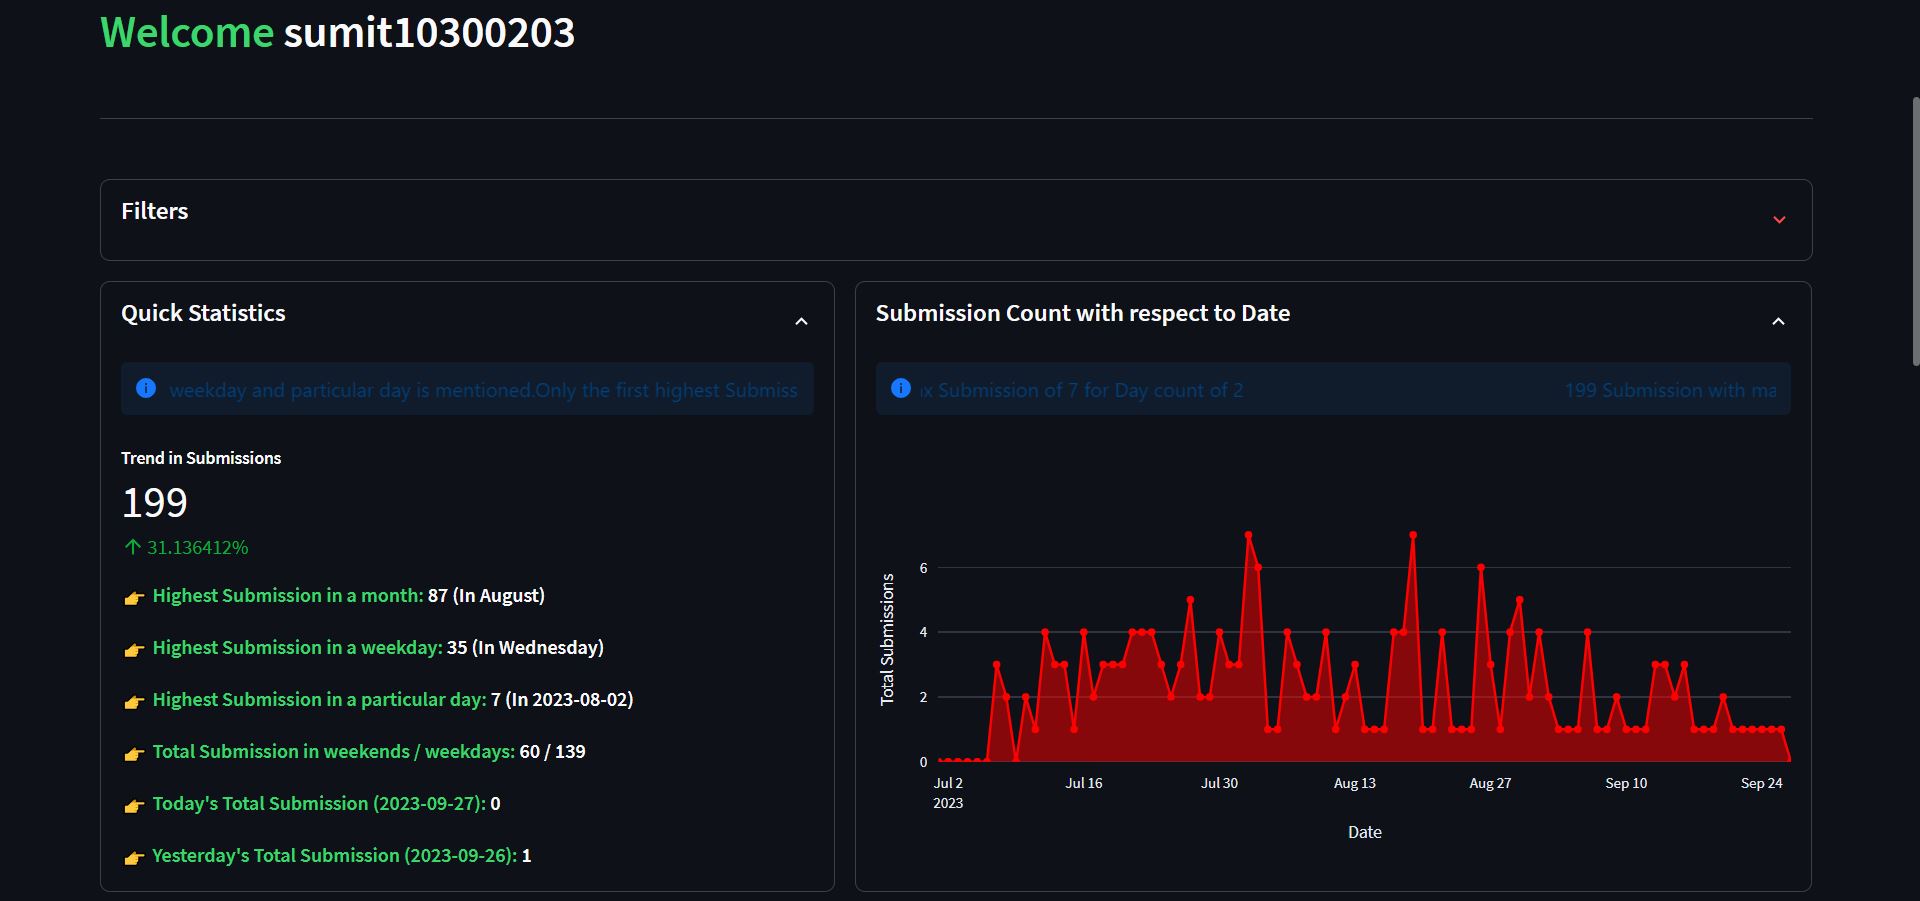 Welcome sumit10300203
Filters
Quick Statistics
weekday and particular day is mentioned.Only the first highest Submiss
Trend in Submissions
199
31.136412%
Highest Submission in a month: 87 (In August)
Highest Submission in a weekday: 35 (In Wednesday)
Highest Submission in a particular day: 7 (In 2023-08-02)
Total Submission in weekends / weekdays: 60 / 139
Today's Total Submission (2023-09-27): 0
Yesterday's Total Submission (2023-09-26): 1
Submission Count with respect to Date
ıx Submission of 7 for Day count of 2
199 Submission with ma
Total Submissions
6
4
2
0
Jul 2
2023
Jul 16
Jul 30
Aug 13
Aug 27
Sep 10
Sep 24
Date